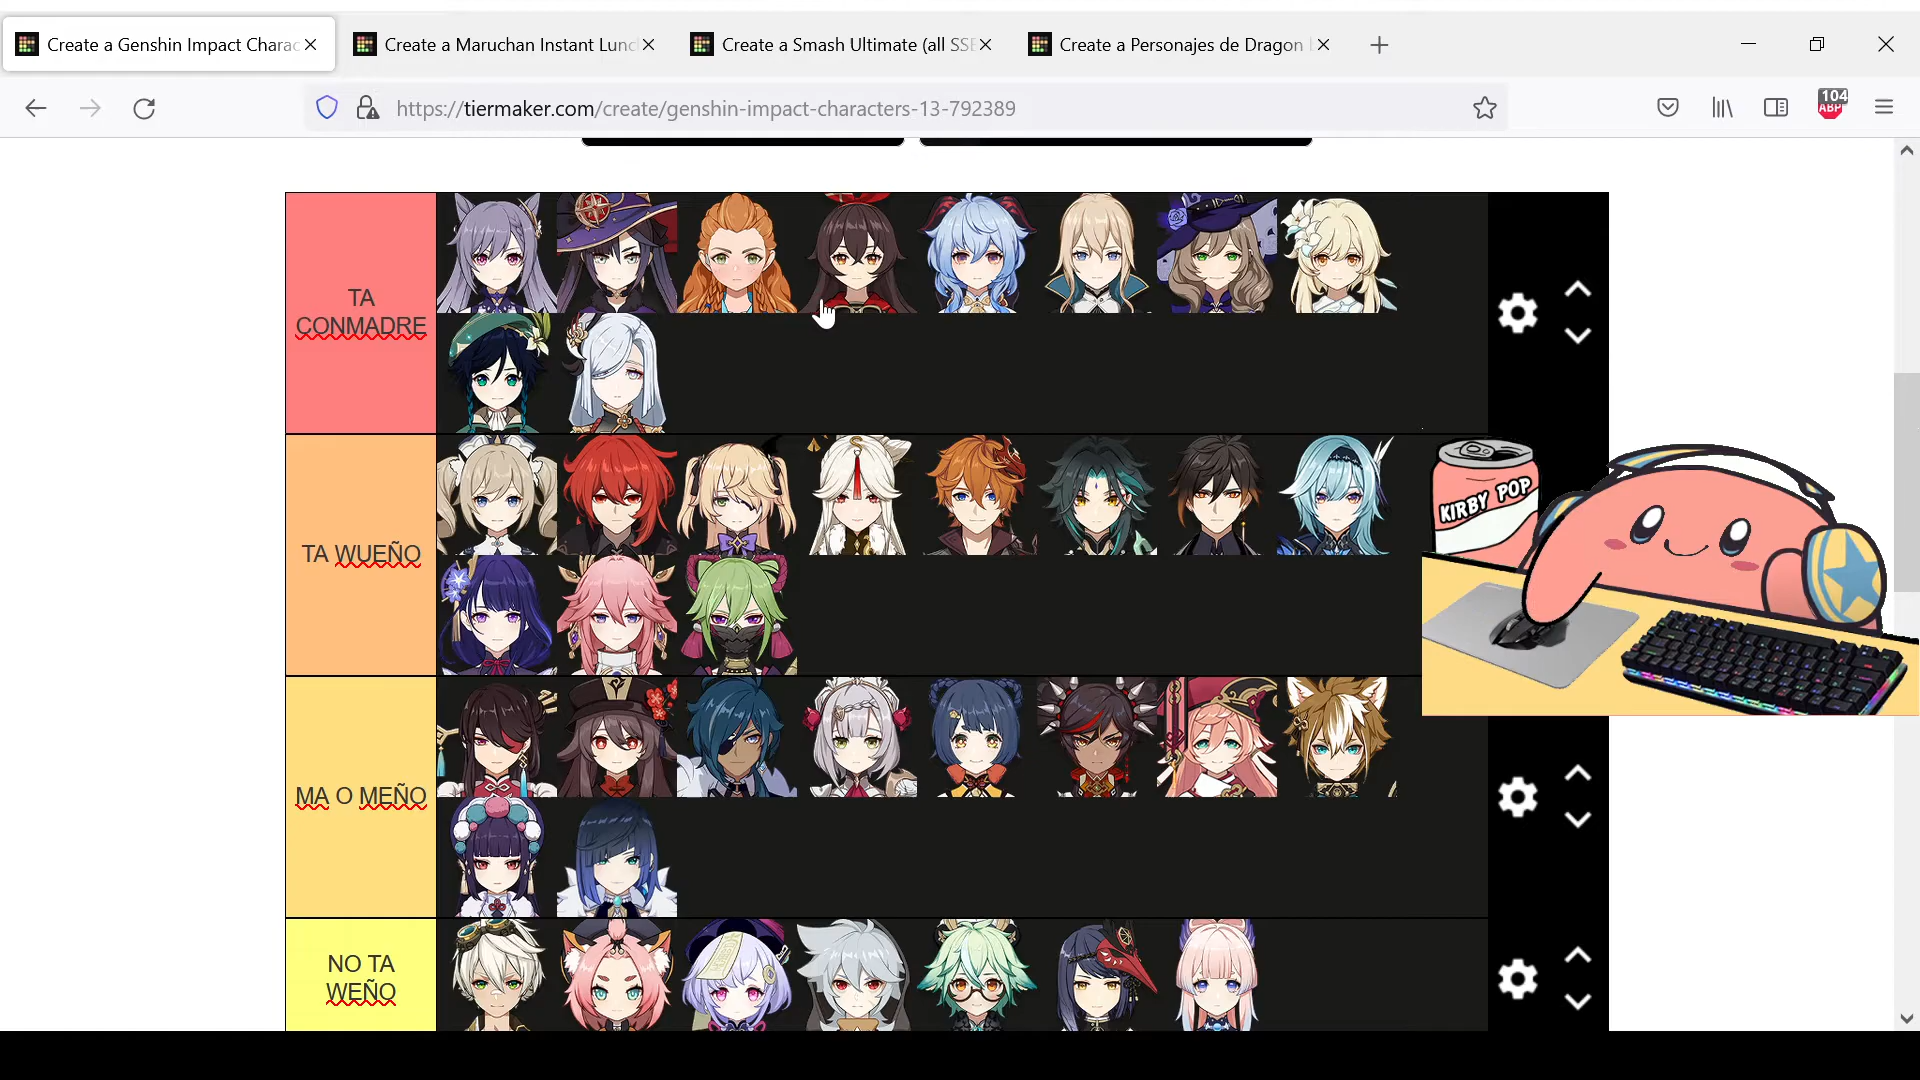 Create a Genshin Impact Charac
Create a Maruchan Instant Lunc
Create a Smash Ultimate (all SSB
Create a Personajes de Dragon
https://tiermaker.com/create/genshin-impact-characters-13-792389
104
ABP
TA
CONMADRE
TA WUEÑO
KIRBY POP
MA O MEÑO
NO TA
WEÑO